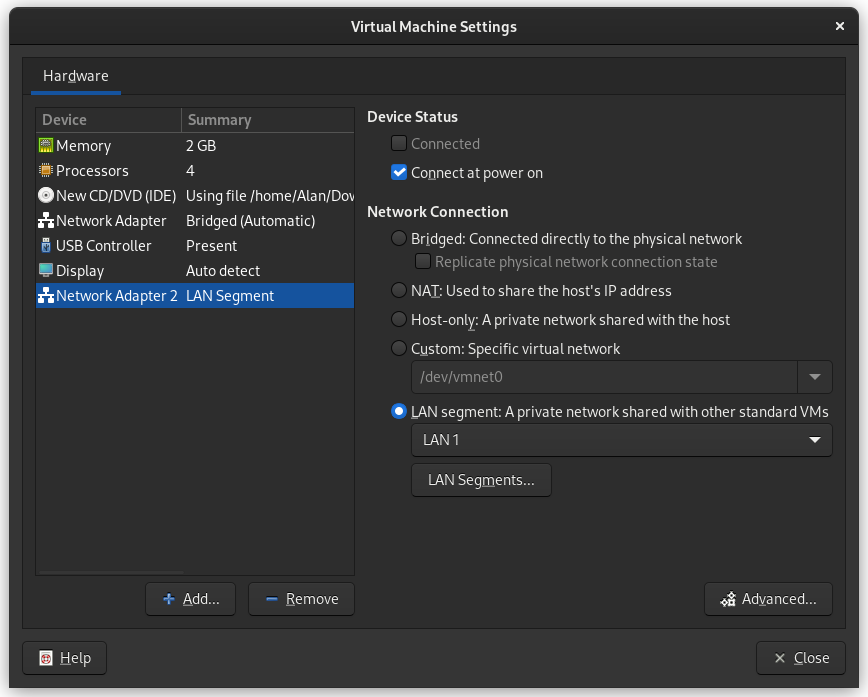 Virtual Machine Settings
Hardware
Device Summary
Memory 2 GB
Processors 4
New CD/DVD (IDE) Using file /home/Alan/Dov
Network Adapter Bridged (Automatic)
USB Controller Present
Display Auto detect
Network Adapter 2 LAN Segment
Add...
Remove
Device Status
Connected
Connect at power on
Network Connection
Bridged: Connected directly to the physical network
Replicate physical network connection state
NAT: Used to share the host's IP address
Host-only: A private network shared with the host
Custom: Specific virtual network
/dev/vmnet0
LAN segment: A private network shared with other standard VMs
LAN 1
LAN Segments...
Advanced...
Help
Close